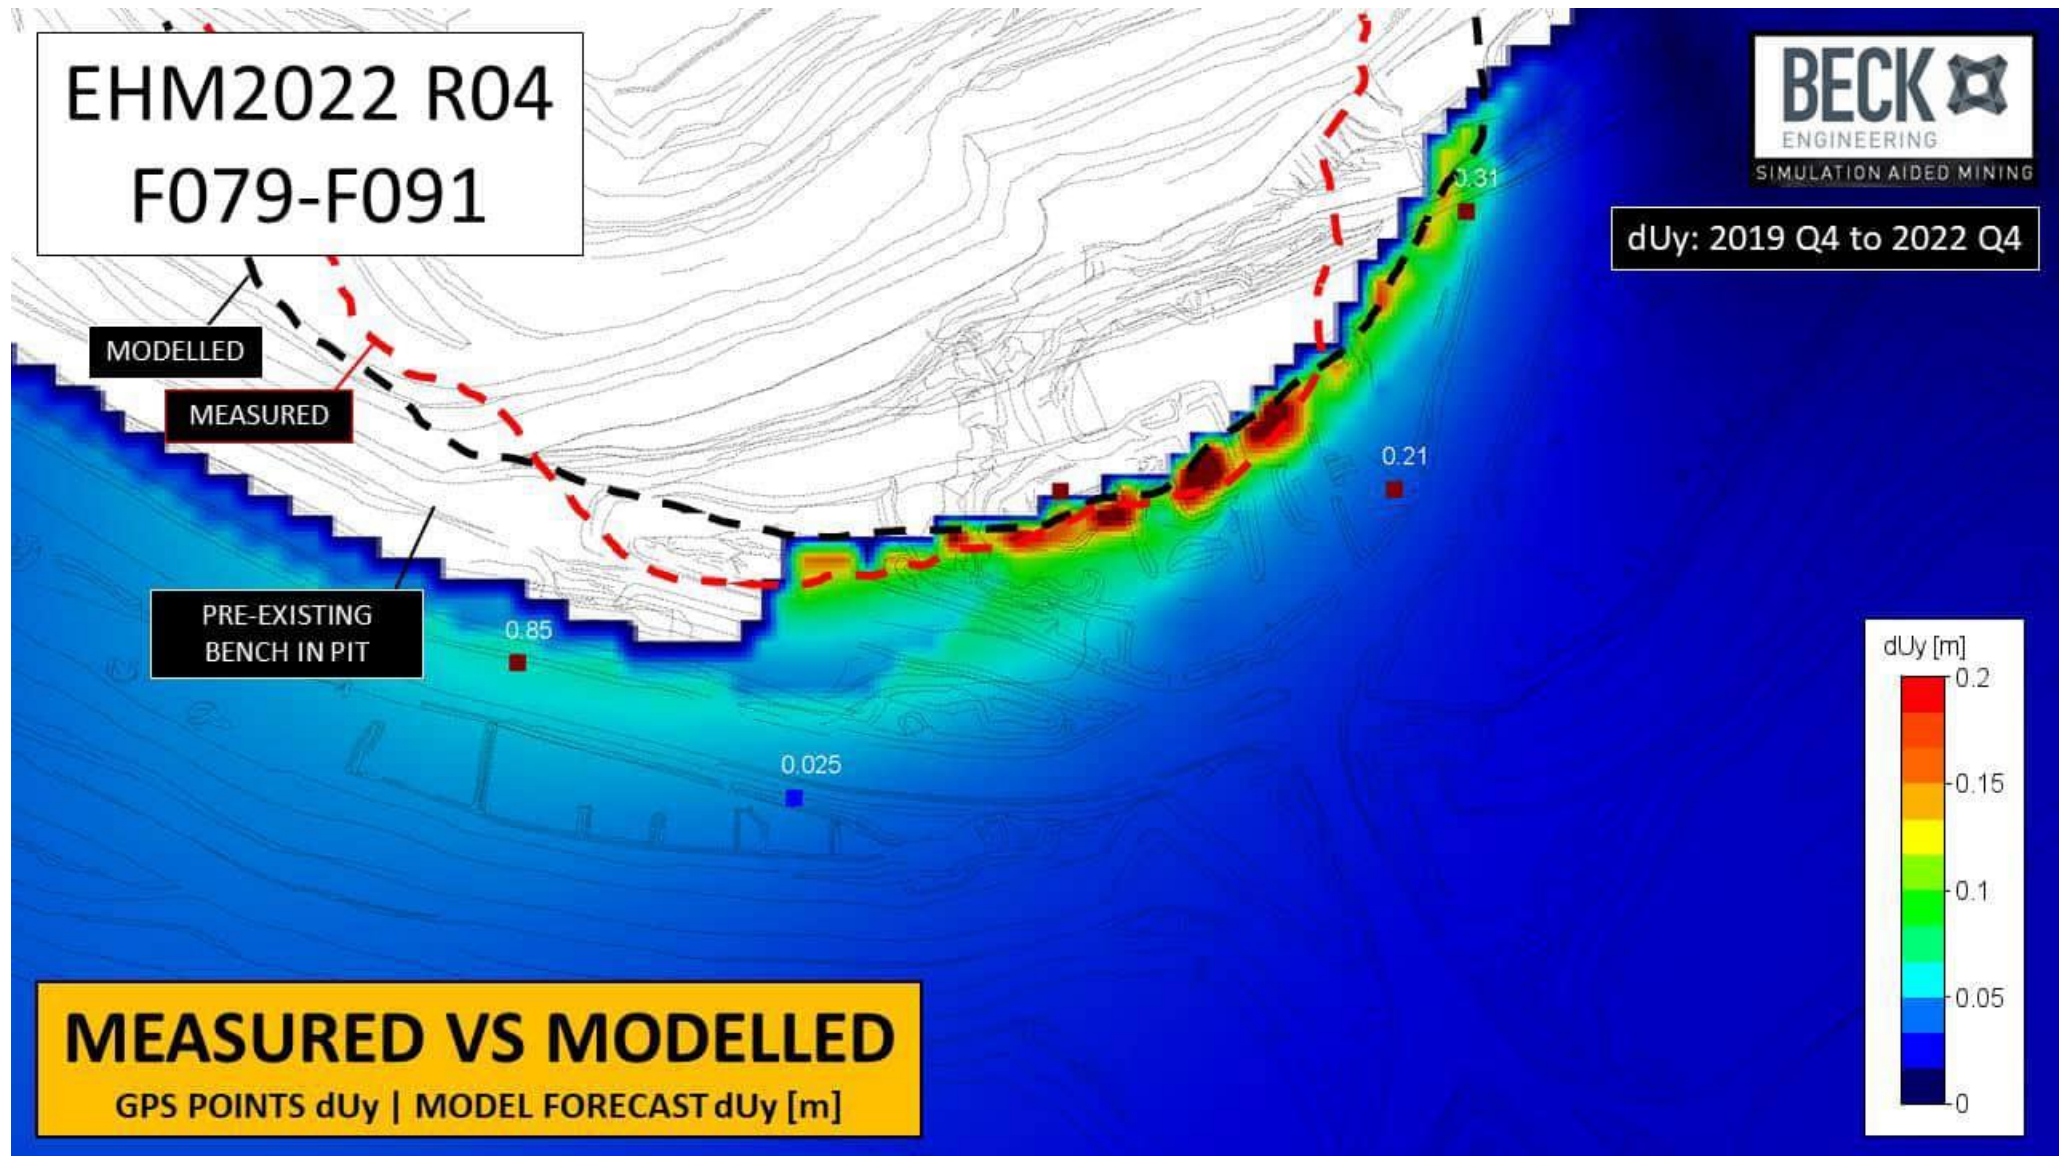 EHM2022 R04
F079-F091
BECK
ENGINEERING
SIMULATION AIDED MINING
dUy: 2019 Q4 to 2022 Q4
0.31
MODELLED
MEASURED
0.21
PRE-EXISTING
BENCH IN PIT
0.85
0.025
dUy [m]
0.2
0.15
0.1
0.05
0
MEASURED VS MODELLED
GPS POINTS dUy | MODEL FORECAST dUy [m]